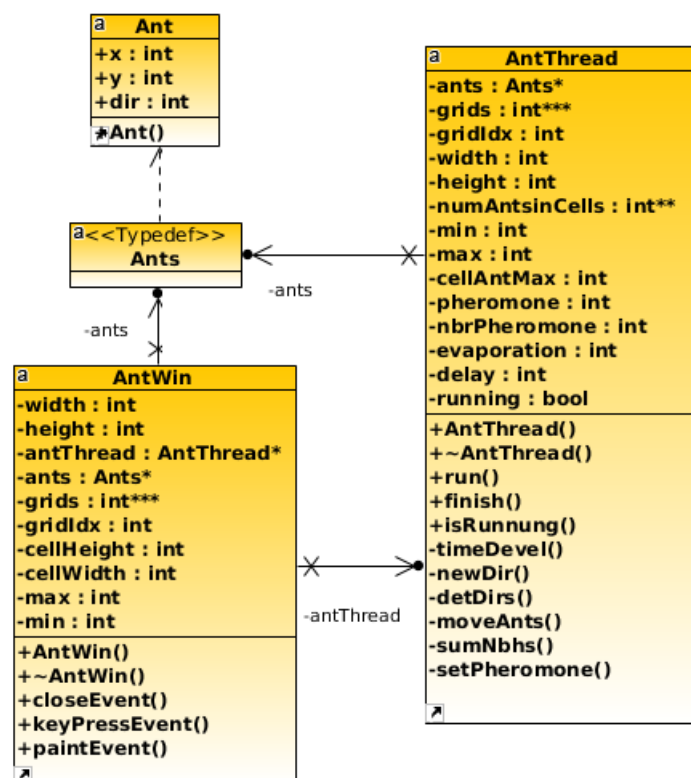 a
Ant
+x : int
+y : int
+dir : int
+Ant()
a
<<Typedef>>
Ants
-ants
-ants
a
AntWin
-width : int
-height : int
-antThread : AntThread*
-ants : Ants*
-grids : int***
-gridIdx : int
-cellHeight : int
-cellWidth : int
-max : int
-min : int
+AntWin()
+~AntWin()
+closeEvent()
+keyPressEvent()
+paintEvent()
-antThread
a
AntThread
-ants : Ants*
-grids : int***
-gridIdx : int
-width : int
-height : int
-numAntsinCells : int**
-min : int
-max : int
-cellAntMax : int
-pheromone : int
-nbrPheromone : int
-evaporation : int
-delay : int
-running : bool
+AntThread()
+~AntThread()
+run()
+finish()
+isRunnung()
-timeDevel()
-newDir()
-detDirs()
-moveAnts()
-sumNbhs()
-setPheromone()